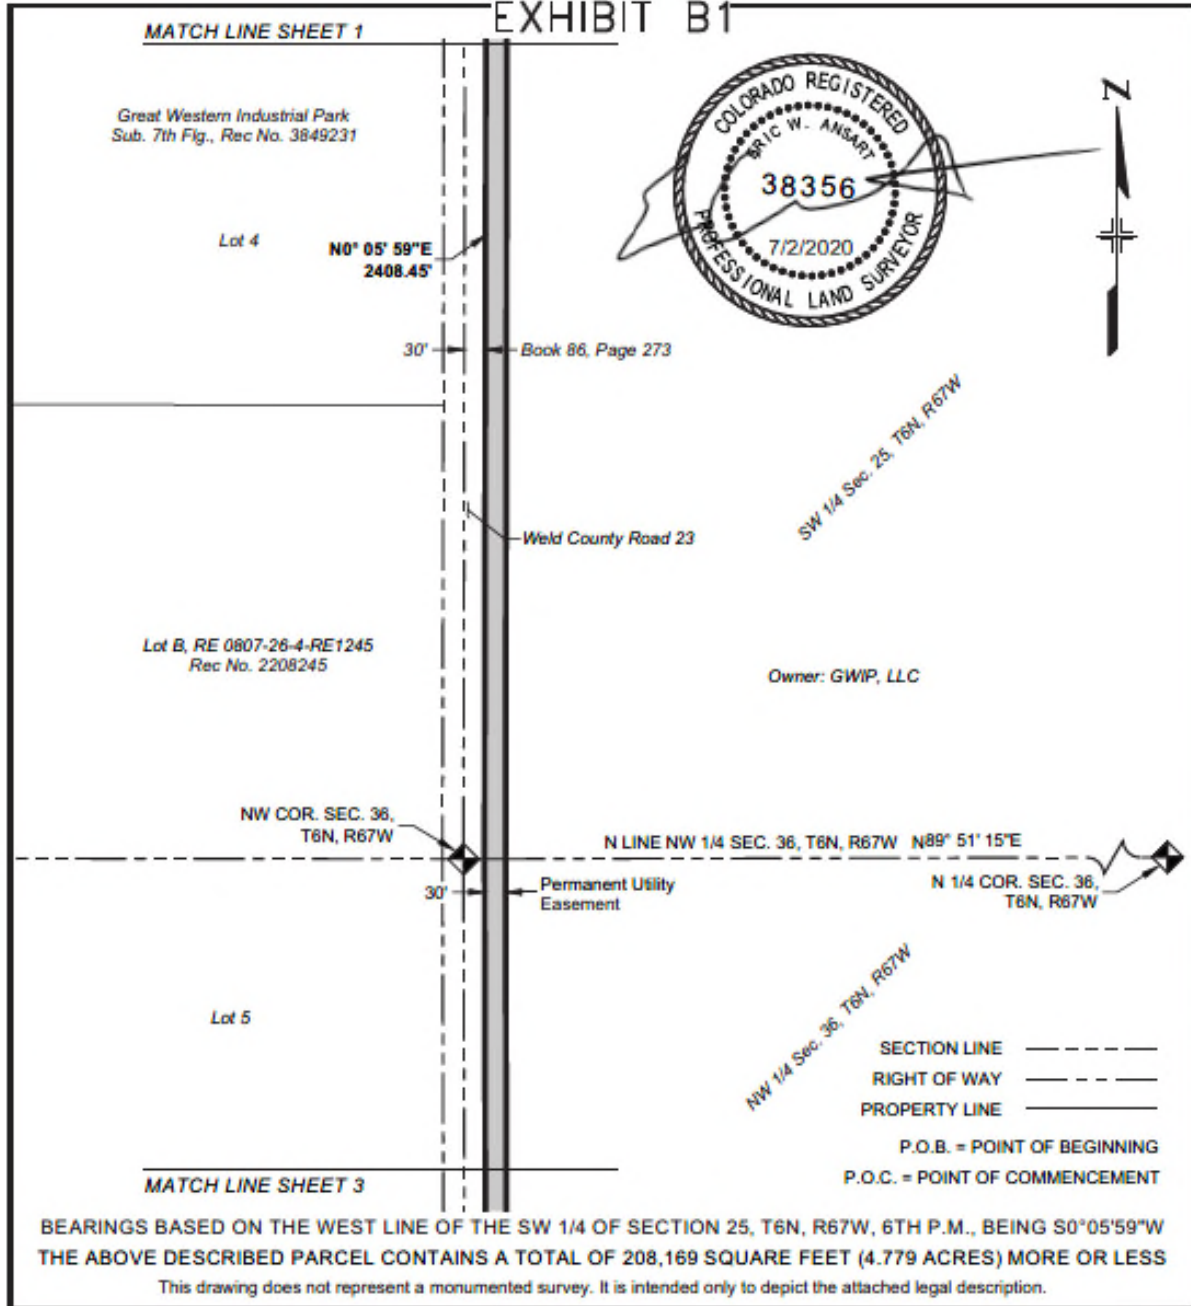 EXHIBIT B1
MATCH LINE SHEET 1
Great Western Industrial Park
Sub. 7th Flg., Rec No. 3849231
COLORADO REGISTERED
ERIC W. ANSART
38356
7/2/2020
PROFESSIONAL LAND SURVEYOR
N
Lot 4
N0° 05' 59"E
2408.45'
30'
Book 86, Page 273
SW 1/4 Sec. 25, T6N, R67W
Weld County Road 23
Lot B, RE 0807-26-4-RE1245
Rec No. 2208245
Owner: GWIP, LLC
NW COR. SEC. 36,
T6N, R67W
N LINE NW 1/4 SEC. 36, T6N, R67W N89° 51' 15"E
N 1/4 COR. SEC. 36,
T6N, R67W
30'
Permanent Utility
Easement
NW 1/4 Sec. 36, T6N, R67W
Lot 5
SECTION LINE
RIGHT OF WAY
PROPERTY LINE
P.O.B. = POINT OF BEGINNING
P.O.C. = POINT OF COMMENCEMENT
MATCH LINE SHEET 3
BEARINGS BASED ON THE WEST LINE OF THE SW 1/4 OF SECTION 25, T6N, R67W, 6TH P.M., BEING S0°05'59"W
THE ABOVE DESCRIBED PARCEL CONTAINS A TOTAL OF 208,169 SQUARE FEET (4.779 ACRES) MORE OR LESS
This drawing does not represent a monumented survey. It is intended only to depict the attached legal description.